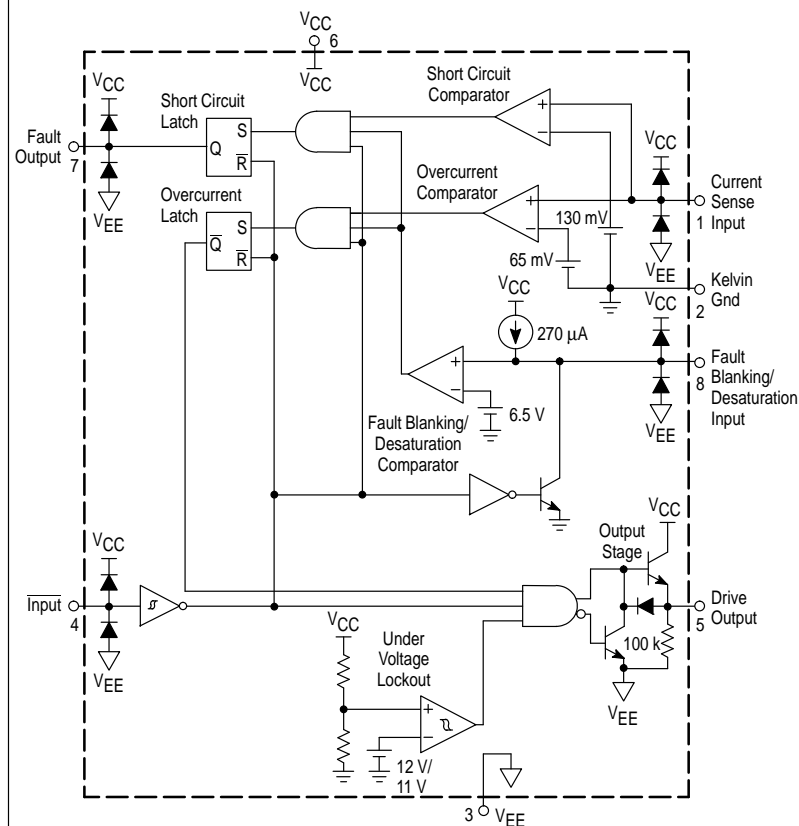 VCC
6
VCC
VCC
Short Circuit
Latch
Short Circuit
Comparator
Fault
Output
7
S
Q
R
+
−
VCC
Current
Sense
1 Input
Overcurrent
Latch
Overcurrent
Comparator
VEE
S
Q
R
+
−
130 mV
65 mV
VEE
Kelvin
Gnd
2
VCC
270 µA
VCC
+
−
6.5 V
Fault
8 Blanking/
Desaturation
Input
VEE
Fault Blanking/
Desaturation
Comparator
VCC
VCC
Output
Stage
Input
4
Drive
Output
5
100 k
VEE
VCC
Under
Voltage
Lockout
+
−
VEE
12 V/
11 V
3
VEE